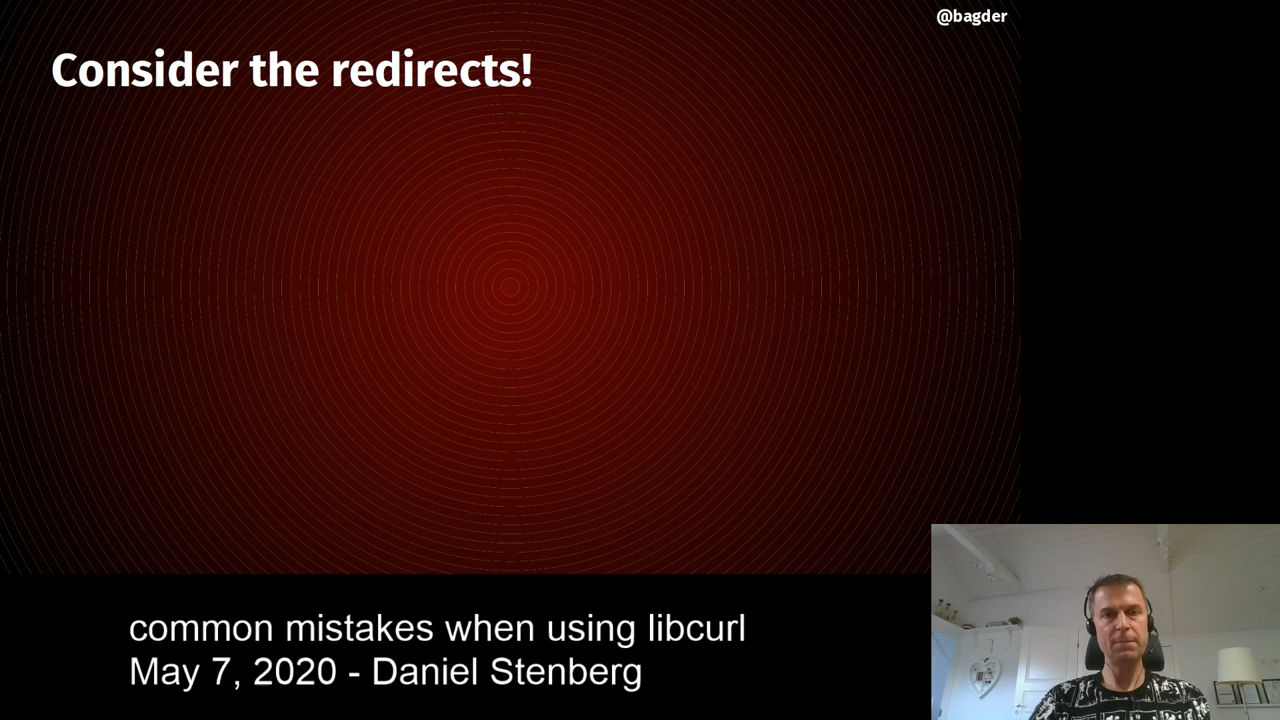 @bagder
Consider the redirects!
common mistakes when using libcurl
May 7, 2020 - Daniel Stenberg